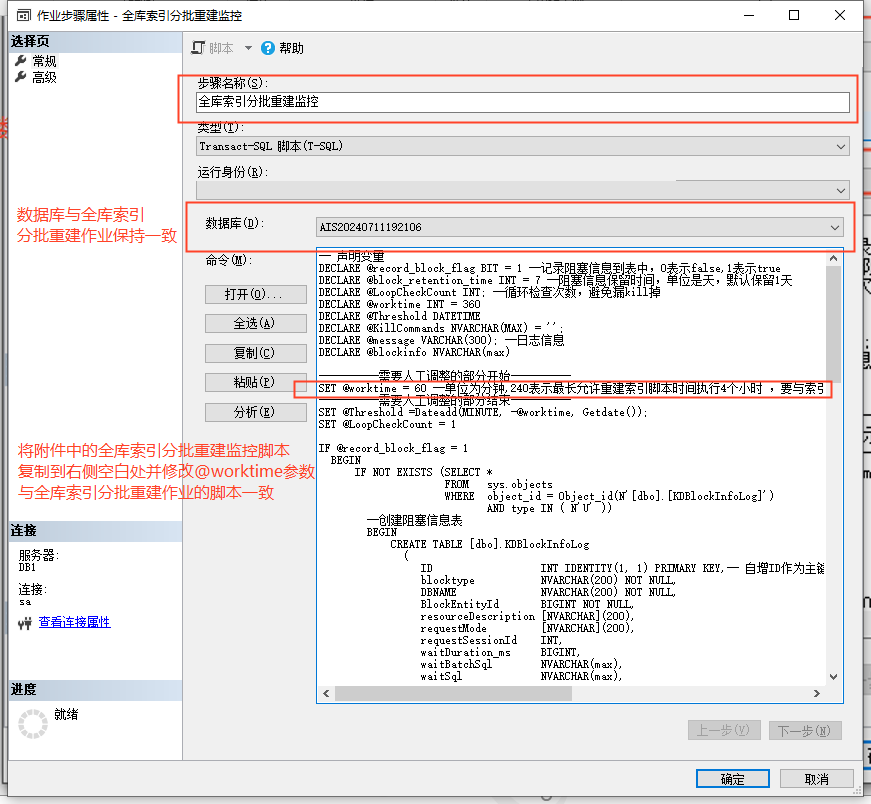 作业步骤属性 - 全库索引分批重建监控
选择页
常规
高级
脚本
帮助
步骤名称(S):
全库索引分批重建监控
类型(T):
Transact-SQL 脚本(T-SQL)
运行身份(R):
数据库与全库索引
分批重建作业保持一致
数据库(D):
AIS20240711192106
命令(M):
打开(O)...
全选(A)
复制(C)
粘贴(P)
分析(E)
— 声明变量
DECLARE @record_block_flag BIT = 1 —记录阻塞信息到表中，0表示false,1表示true
DECLARE @block_retention_time INT = 7 —阻塞信息保留时间，单位是天，默认保留1天
DECLARE @LoopCheckCount INT; —循环检查次数，避免漏kill掉
DECLARE @worktime INT = 360
DECLARE @Threshold DATETIME
DECLARE @KillCommands NVARCHAR(MAX) = '';
DECLARE @message VARCHAR(300); —日志信息
DECLARE @blockinfo NVARCHAR(max)
——————需要人工调整的部分开始——————
SET @worktime = 60 —单位为分钟,240表示最长允许重建索引脚本时间执行4个小时 ，要与索引
——————需要人工调整的部分结束——————
SET @Threshold =Dateadd(MINUTE, -@worktime, Getdate());
SET @LoopCheckCount = 1
IF @record_block_flag = 1
BEGIN
IF NOT EXISTS (SELECT *
FROM sys.objects
WHERE object_id = Object_id(N'[dbo].[KDBlockInfoLog]')
AND type IN ( N'U' ))
—创建阻塞信息表
BEGIN
CREATE TABLE [dbo].KDBlockInfoLog
(
ID INT IDENTITY(1, 1) PRIMARY KEY,— 自增ID作为主键
blocktype NVARCHAR(200) NOT NULL,
DBNAME NVARCHAR(200) NOT NULL,
BlockEntityId BIGINT NOT NULL,
resourceDescription [NVARCHAR](200),
requestMode [NVARCHAR](200),
requestSessionId INT,
waitDuration_ms BIGINT,
waitBatchSql NVARCHAR(max),
waitSql NVARCHAR(max),
将附件中的全库索引分批重建监控脚本
复制到右侧空白处并修改@worktime参数
与全库索引分批重建作业的脚本一致
连接
服务器:
DB1
连接:
sa
查看连接属性
进度
就绪
上一步(V)
下一步(N)
确定
取消